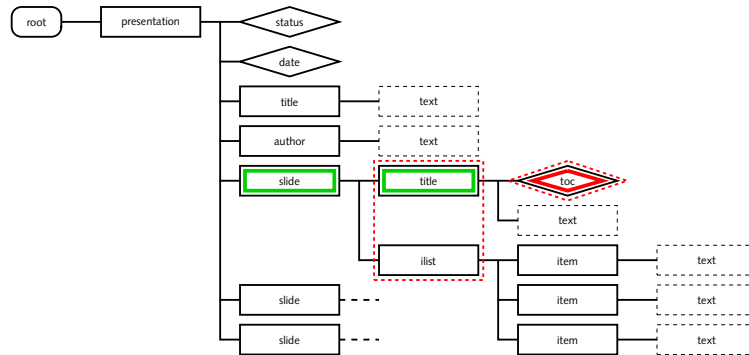 root presentation status
date
title text
author text
slide title toc
text
ilist item text
slide item text
slide item text